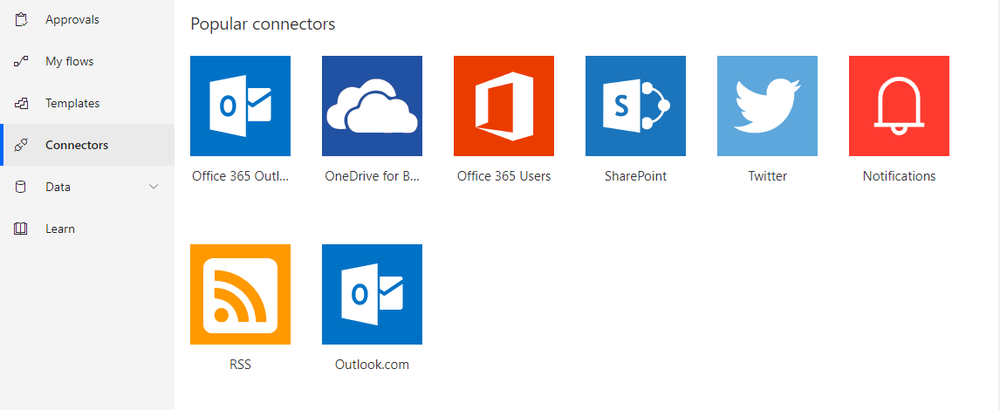 Approvals
My flows
Templates
Connectors
Data
Learn
Popular connectors
Office 365 Outl...
OneDrive for B...
Office 365 Users
SharePoint
Twitter
Notifications
RSS
Outlook.com